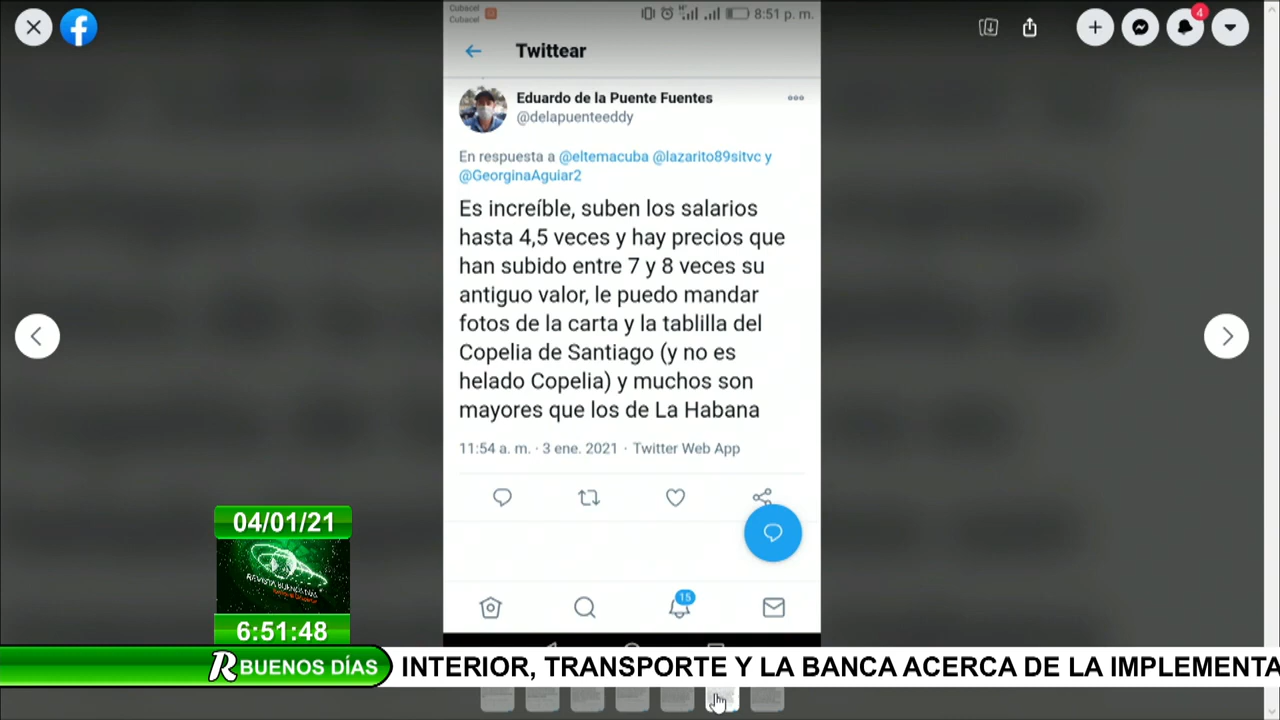 Cubacel
Cubacel
8:51 p. m.
4
Twittear
Eduardo de la Puente Fuentes
@delapuenteeddy
En respuesta a @eltemacuba @lazarito89sitvc y
@GeorginaAguiar2
Es increíble, suben los salarios
hasta 4,5 veces y hay precios que
han subido entre 7 y 8 veces su
antiguo valor, le puedo mandar
fotos de la carta y la tablilla del
Copelia de Santiago (y no es
helado Copelia) y muchos son
mayores que los de La Habana
11:54 a. m. · 3 ene. 2021 · Twitter Web App
15
04/01/21
REVISTA BUENOS DÍAS
6:51:48
R BUENOS DÍAS
INTERIOR, TRANSPORTE Y LA BANCA ACERCA DE LA IMPLEMENTA